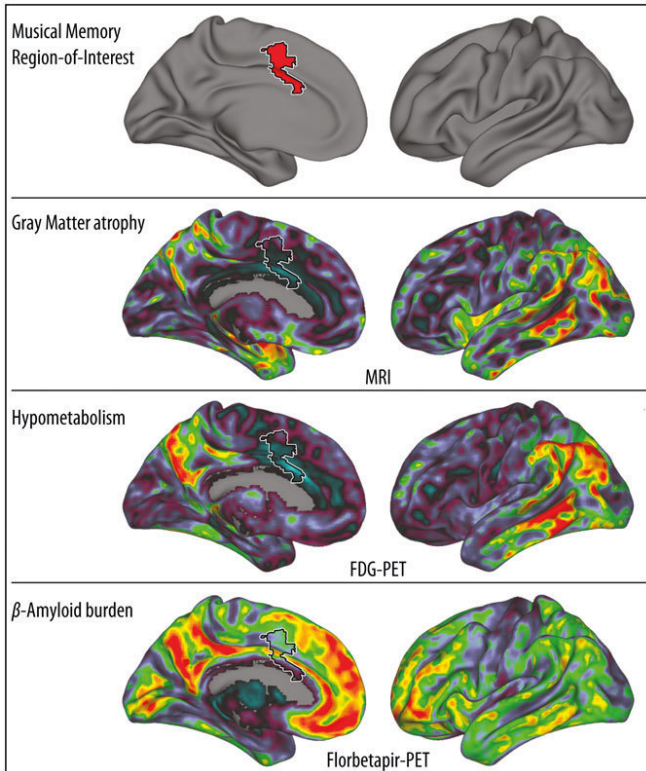 Musical Memory
Region-of-Interest
Gray Matter atrophy
MRI
Hypometabolism
FDG-PET
β-Amyloid burden
Florbetapir-PET